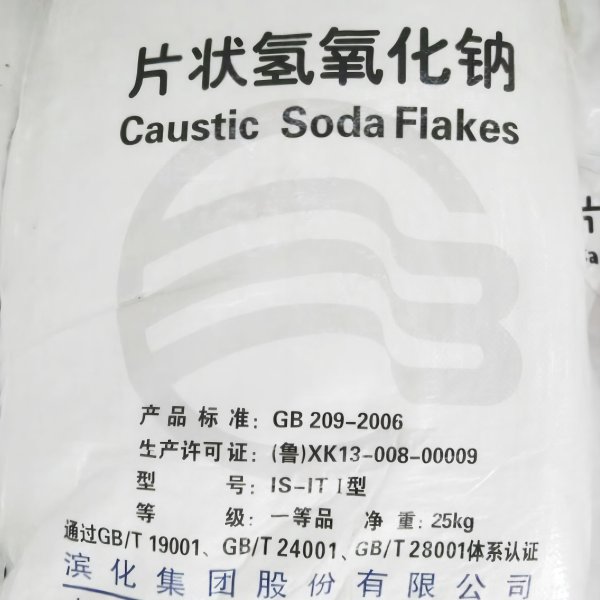 片状氢氧化钠
Caustic Soda Flakes
产品标准: GB 209-2006
生产许可证: (鲁)XK13-008-00009
型号: IS-IT I型
等级: 一等品 净重: 25kg
通过GB/T 19001、GB/T 24001、GB/T 28001体系认证
滨化集团股份有限公司